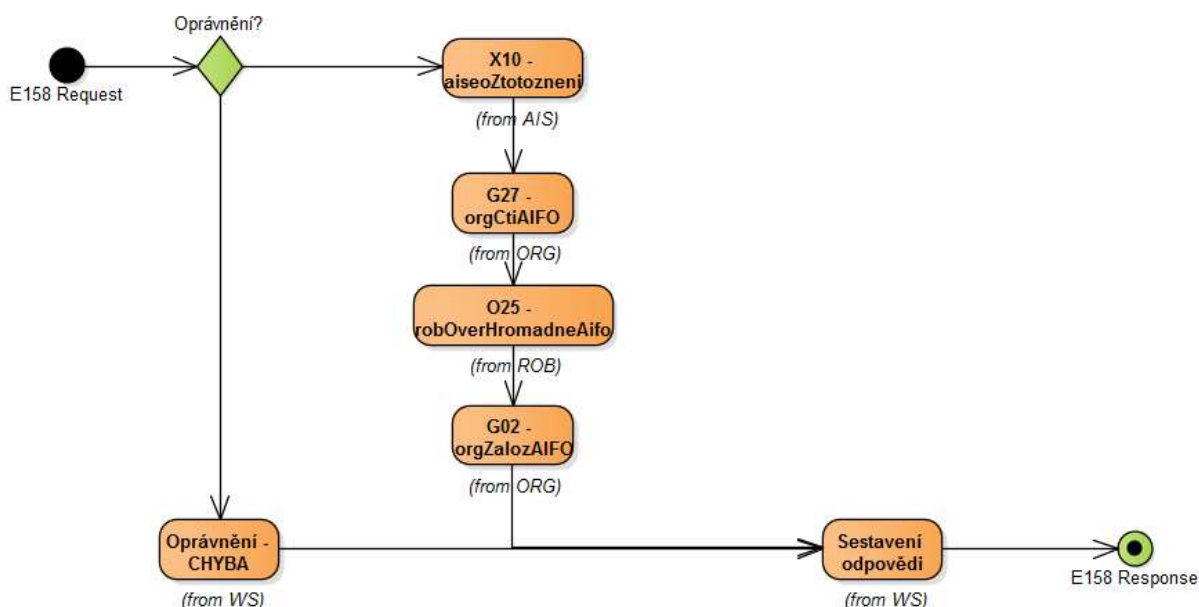 Oprávnění?
E158 Request
X10 -
aiseoZtotozneni
(from AIS)
G27 -
orgCtiAIFO
(from ORG)
O25 -
robOverHromadneAifo
(from ROB)
G02 -
orgZalozAIFO
(from ORG)
Oprávnění -
CHYBA
(from WS)
Sestavení
odpovědi
(from WS)
E158 Response